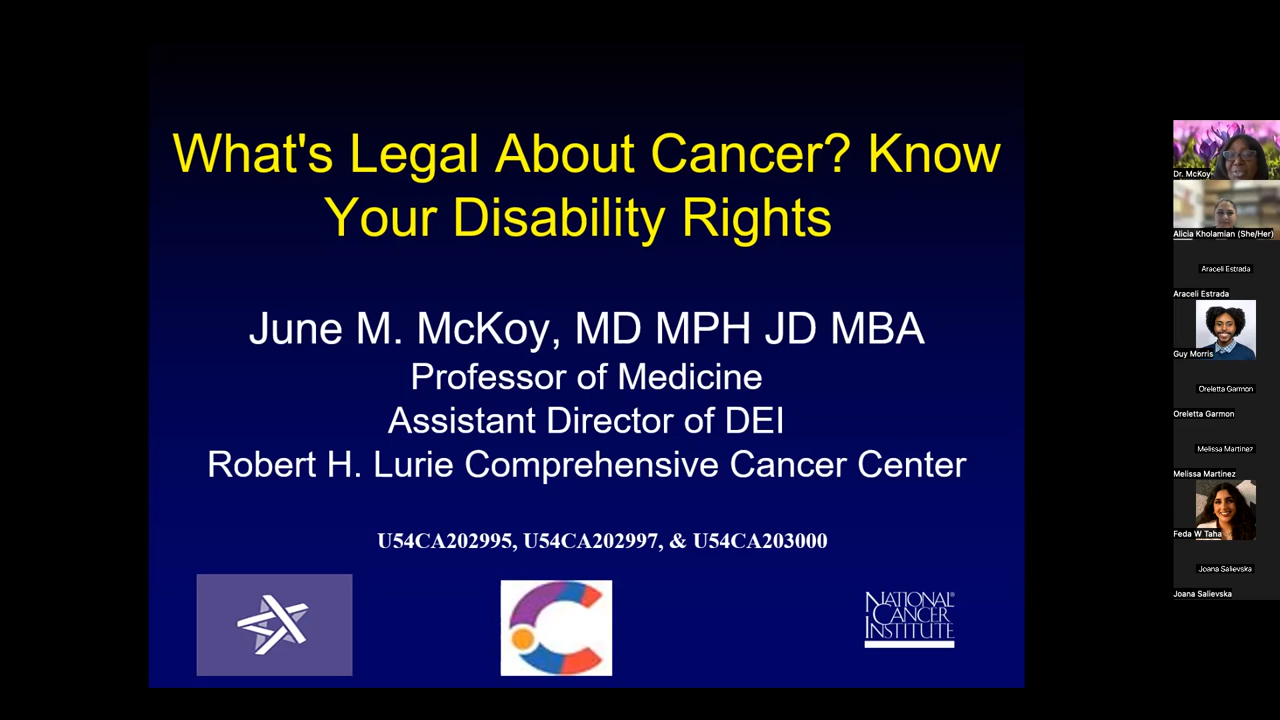 What's Legal About Cancer? Know
Your Disability Rights
June M. McKoy, MD MPH JD MBA
Professor of Medicine
Assistant Director of DEI
Robert H. Lurie Comprehensive Cancer Center
U54CA202995, U54CA202997, & U54CA203000
NATIONAL®
CANCER
INSTITUTE
Dr. McKoy
Alicia Kholamian (She/Her)
Araceli Estrada
Araceli Estrada
Guy Morris
Oreletta Garmon
Oreletta Garmon
Melissa Martinez
Melissa Martinez
Feda W Taha
Joana Salievska
Joana Salievska